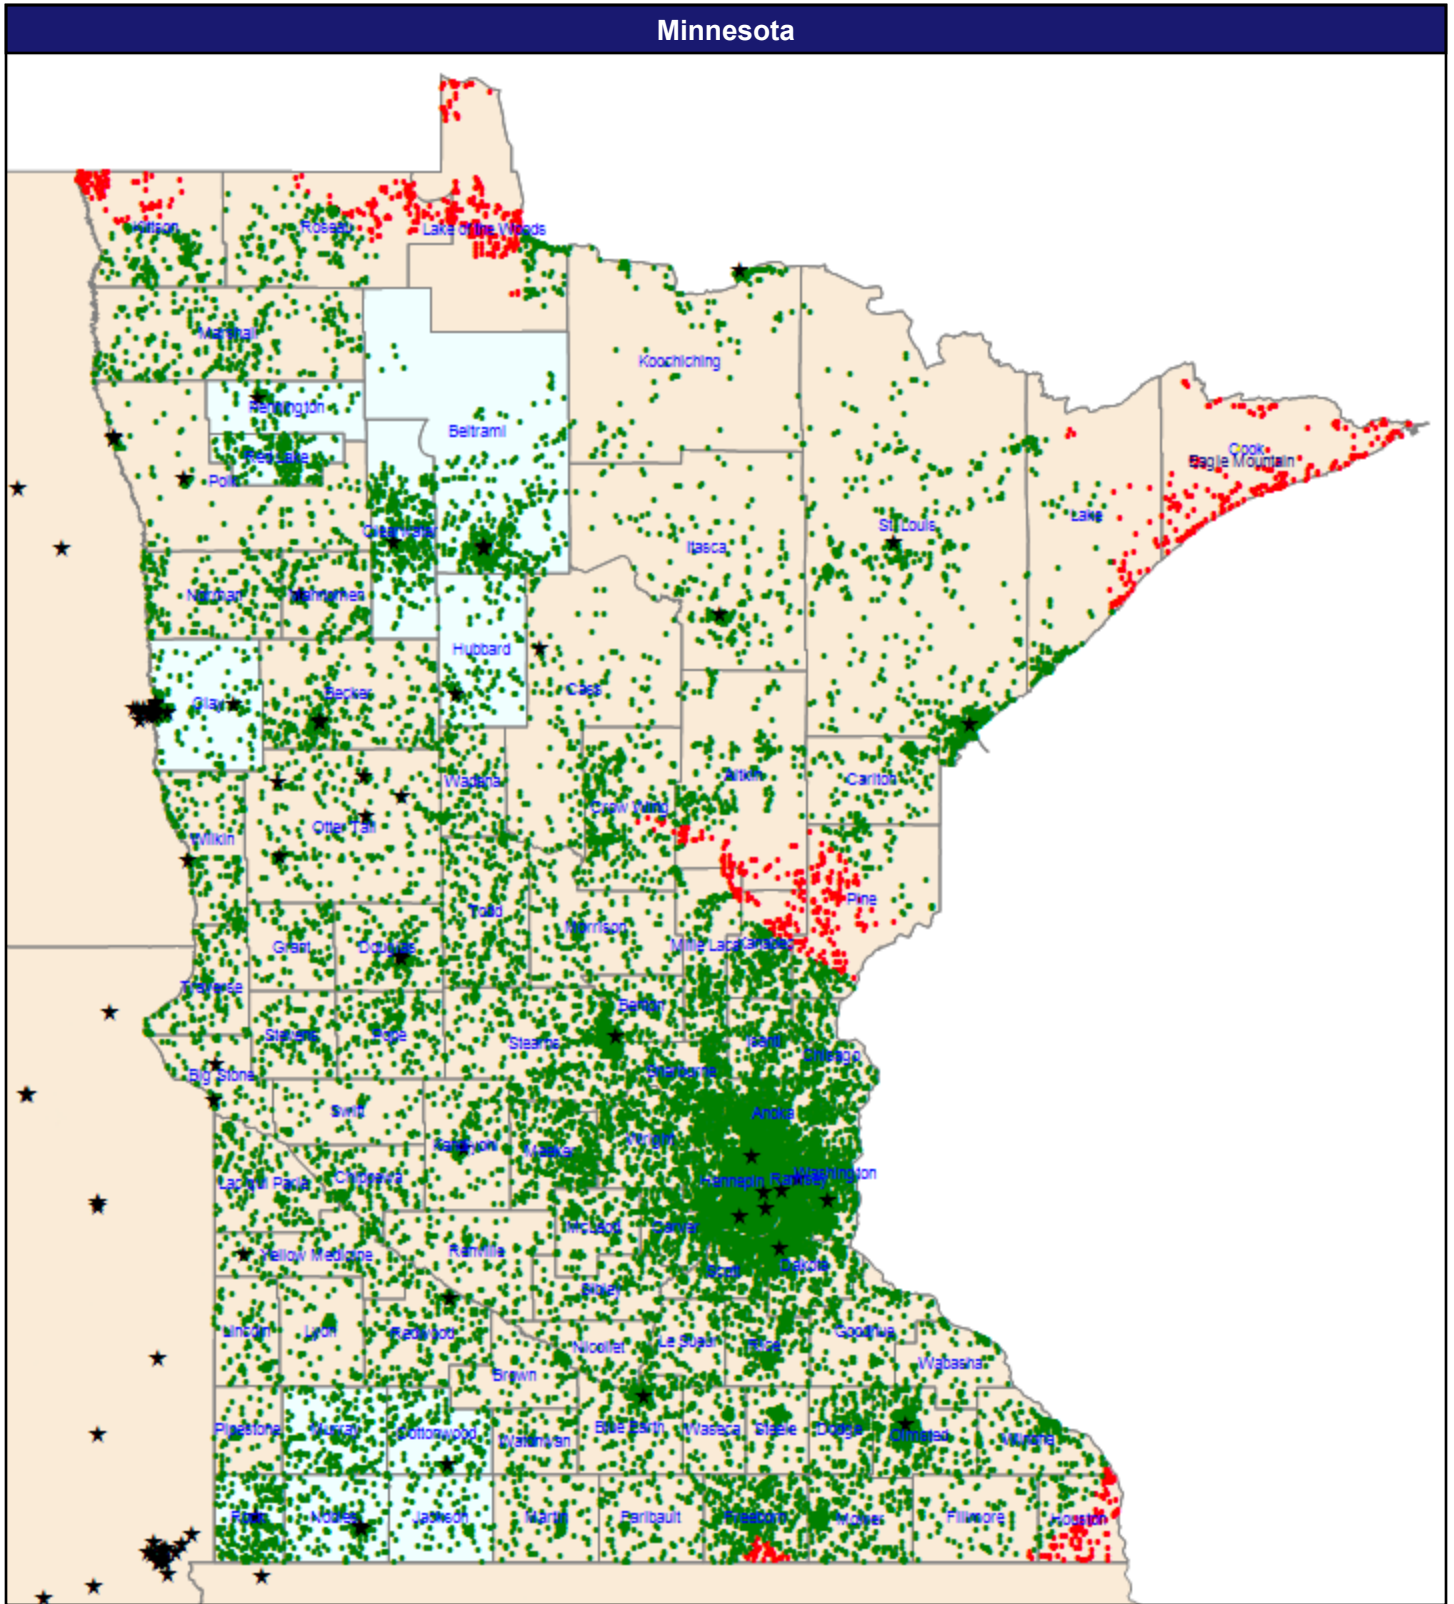 Minnesota
Kittson
Roseau
Lake of the Woods
Marshall
Koochiching
Pennington
Beltrami
Cook
Red Lake
Eagle Mountain
Polk
Lake
St. Louis
Clearwater
Itasca
Norman
Mahnomen
Hubbard
Cass
Becker
Clay
Aitkin
Carlton
Wadena
Crow Wing
Otter Tail
Wilkin
Pine
Todd
Morrison
Grant
Douglas
Mille Lacs
Kanabec
Traverse
Benton
Stevens
Pope
Stearns
Isanti
Chisago
Big Stone
Sherburne
Swift
Anoka
Kandiyohi
Meeker
Wright
Lac qui Parle
Chippewa
Hennepin
Ramsey
Washington
McLeod
Carver
Yellow Medicine
Renville
Scott
Dakota
Sibley
Lincoln
Lyon
Redwood
Nicollet
Le Sueur
Rice
Goodhue
Wabasha
Brown
Pipestone
Murray
Cottonwood
Watonwan
Blue Earth
Waseca
Steele
Dodge
Olmsted
Winona
Rock
Nobles
Jackson
Martin
Faribault
Freeborn
Mower
Fillmore
Houston